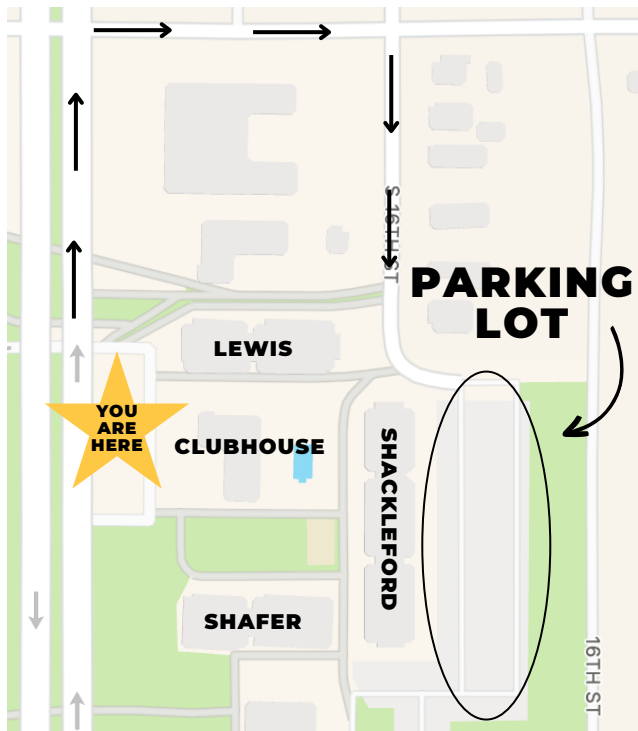 S 16TH ST
PARKING
LOT
LEWIS
YOU
ARE
HERE
CLUBHOUSE
SHACKLEFORD
SHAFER
16TH ST